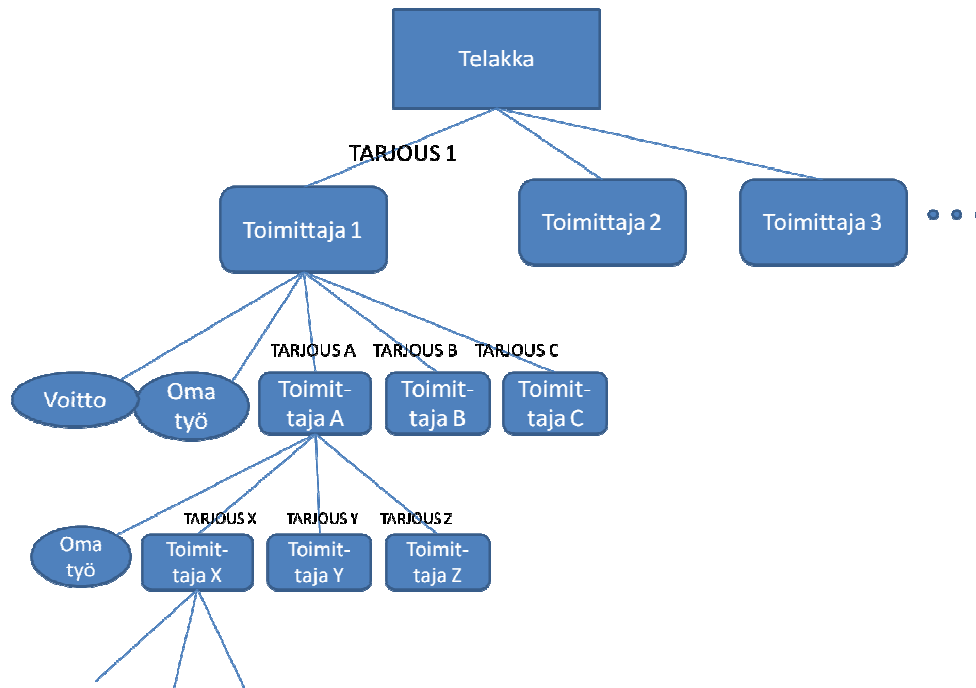 Telakka
TARJOUS 1
Toimittaja 1
Toimittaja 2
Toimittaja 3
TARJOUS A
TARJOUS B
TARJOUS C
Voitto
Oma
työ
Toimit-
taja A
Toimit-
taja B
Toimit-
taja C
TARJOUS X
TARJOUS Y
TARJOUS Z
Oma
työ
Toimit-
taja X
Toimit-
taja Y
Toimit-
taja Z